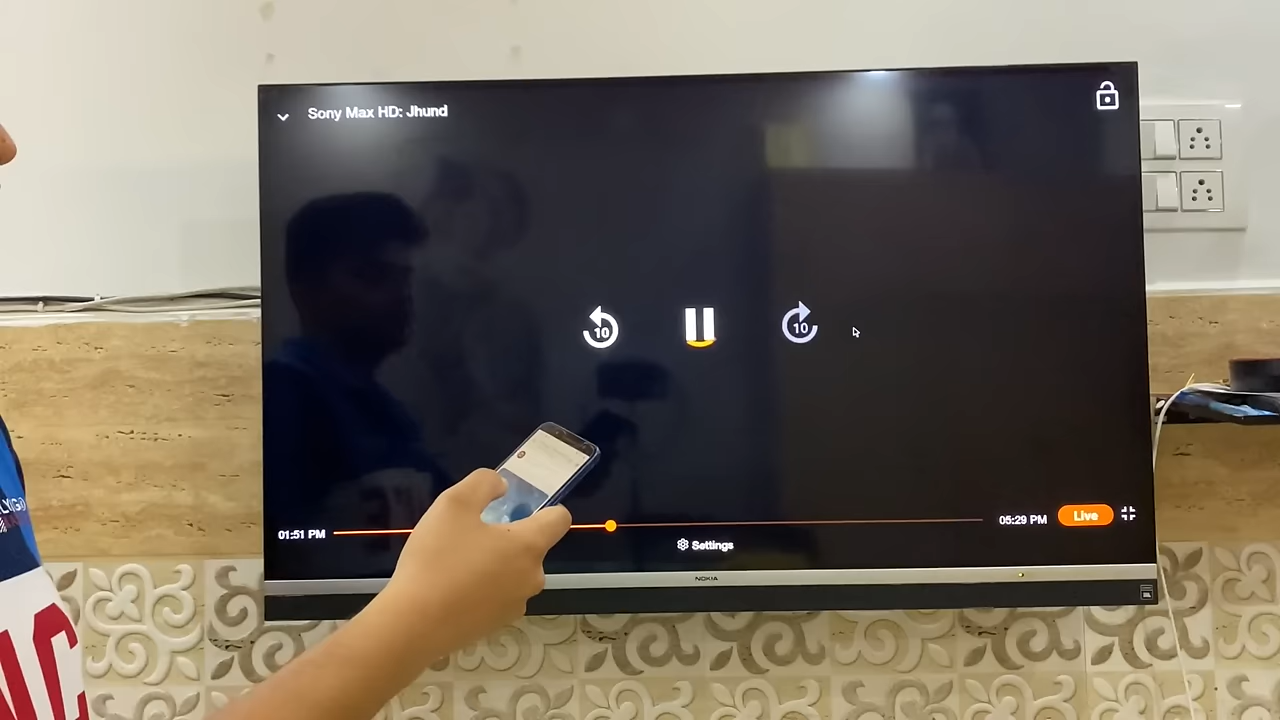 Sony Max HD: Jhund
10
10
01:51 PM
05:29 PM
Live
Settings
NOKIA